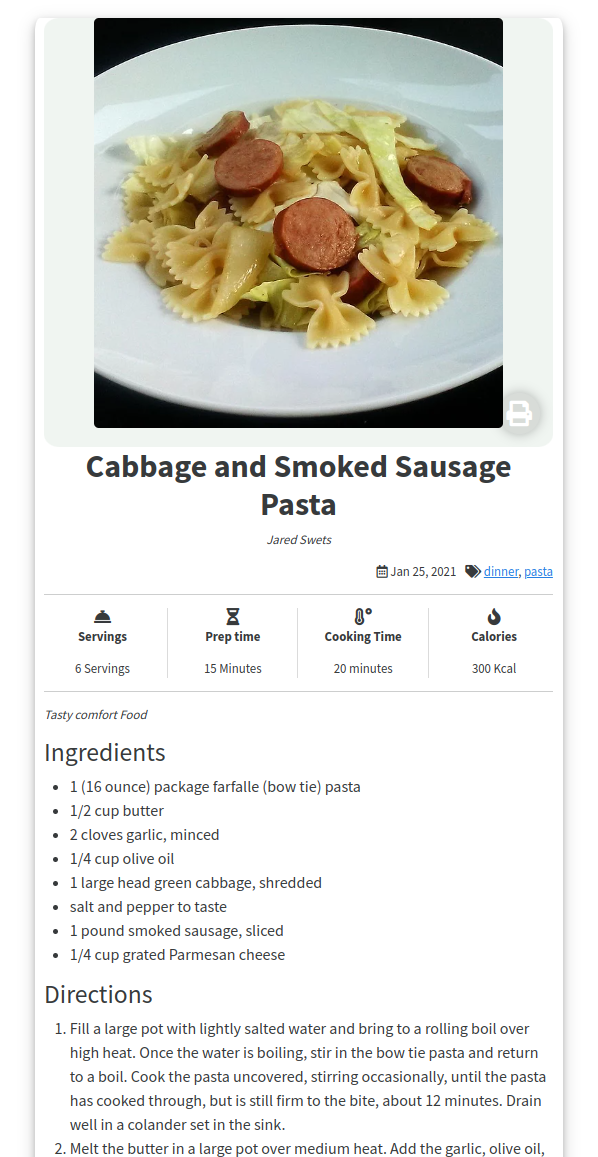 Cabbage and Smoked Sausage
Pasta
Jared Swets
Jan 25, 2021 dinner, pasta
Servings Prep time Cooking Time Calories
6 Servings 15 Minutes 20 minutes 300 Kcal
Tasty comfort Food
Ingredients
• 1 (16 ounce) package farfalle (bow tie) pasta
• 1/2 cup butter
• 2 cloves garlic, minced
• 1/4 cup olive oil
• 1 large head green cabbage, shredded
• salt and pepper to taste
• 1 pound smoked sausage, sliced
• 1/4 cup grated Parmesan cheese
Directions
1. Fill a large pot with lightly salted water and bring to a rolling boil over
high heat. Once the water is boiling, stir in the bow tie pasta and return
to a boil. Cook the pasta uncovered, stirring occasionally, until the pasta
has cooked through, but is still firm to the bite, about 12 minutes. Drain
well in a colander set in the sink.
2. Melt the butter in a large pot over medium heat. Add the garlic, olive oil,